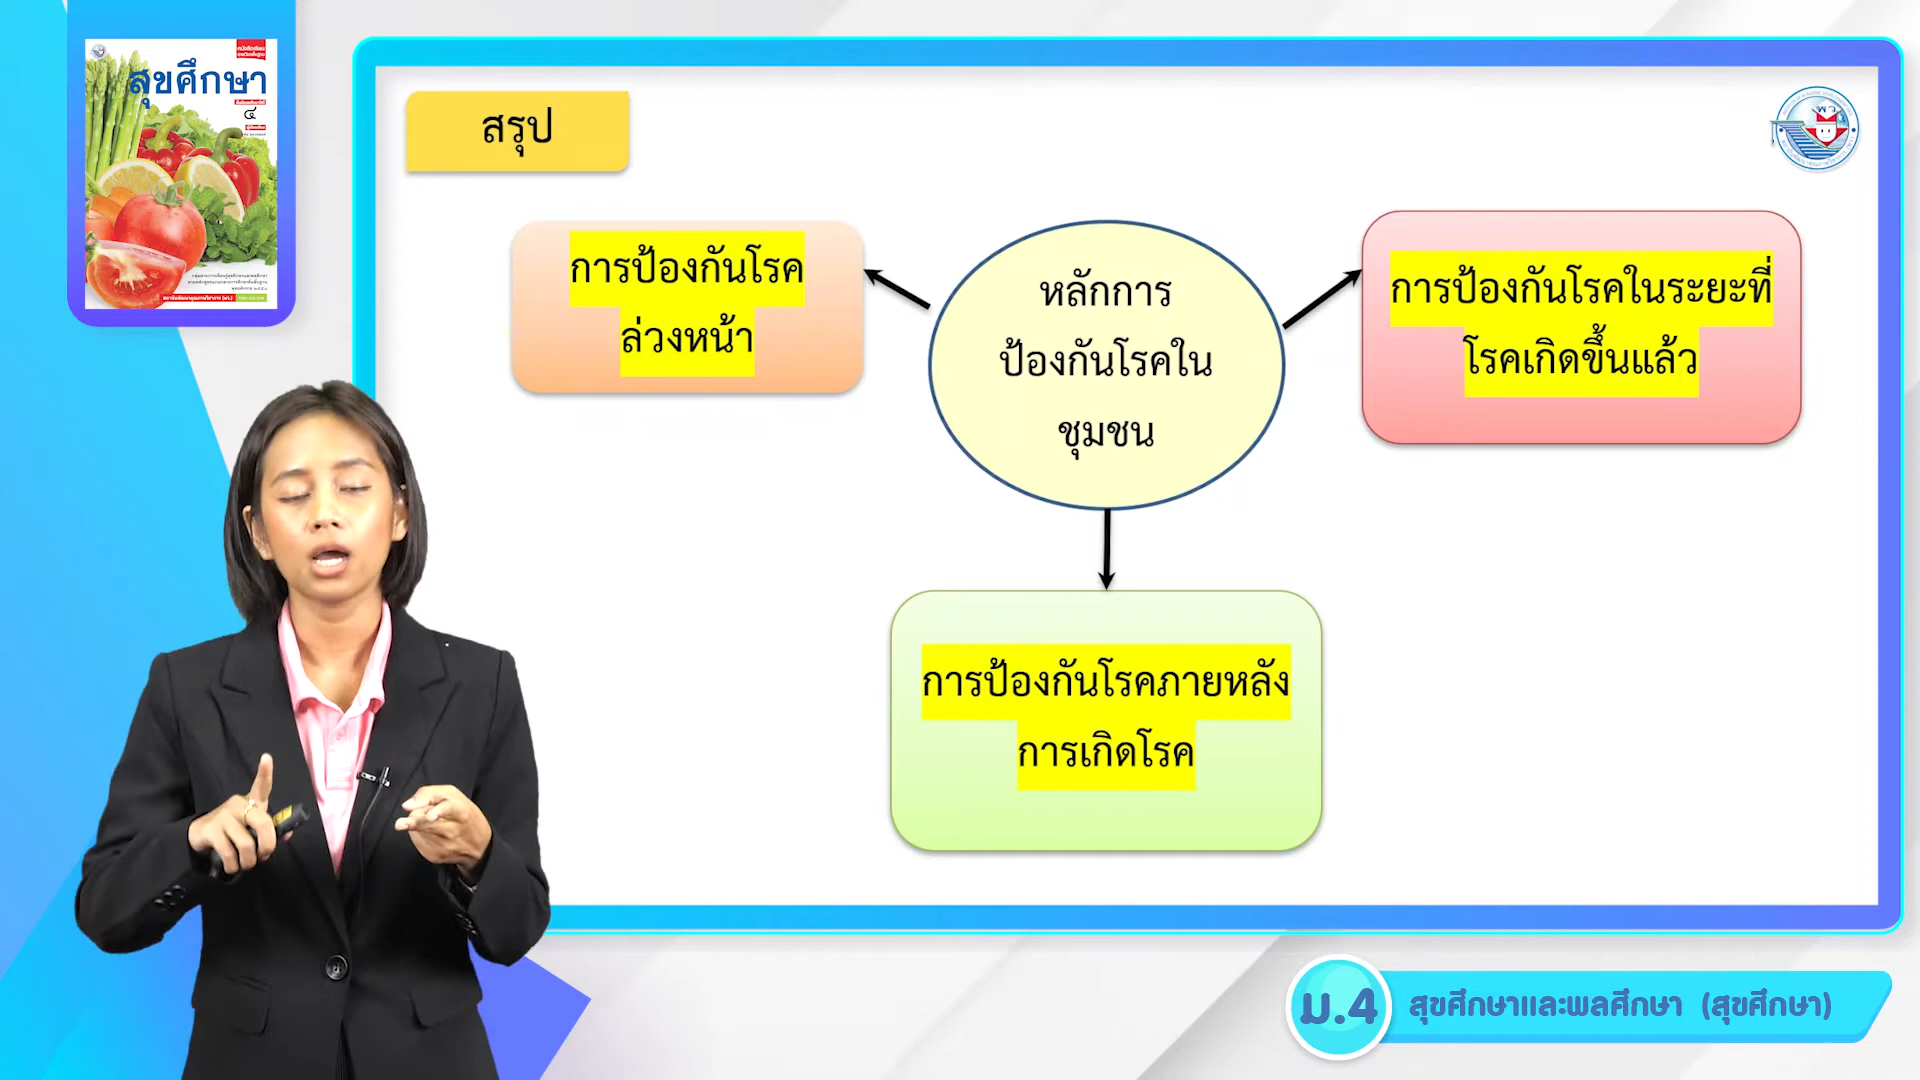 สุขศึกษา
๔
สรุป
พว
การป้องกันโรค
ล่วงหน้า
หลักการ
ป้องกันโรคใน
ชุมชน
การป้องกันโรคในระยะที่
โรคเกิดขึ้นแล้ว
การป้องกันโรคภายหลัง
การเกิดโรค
ม.4 สุขศึกษาและพลศึกษา (สุขศึกษา)